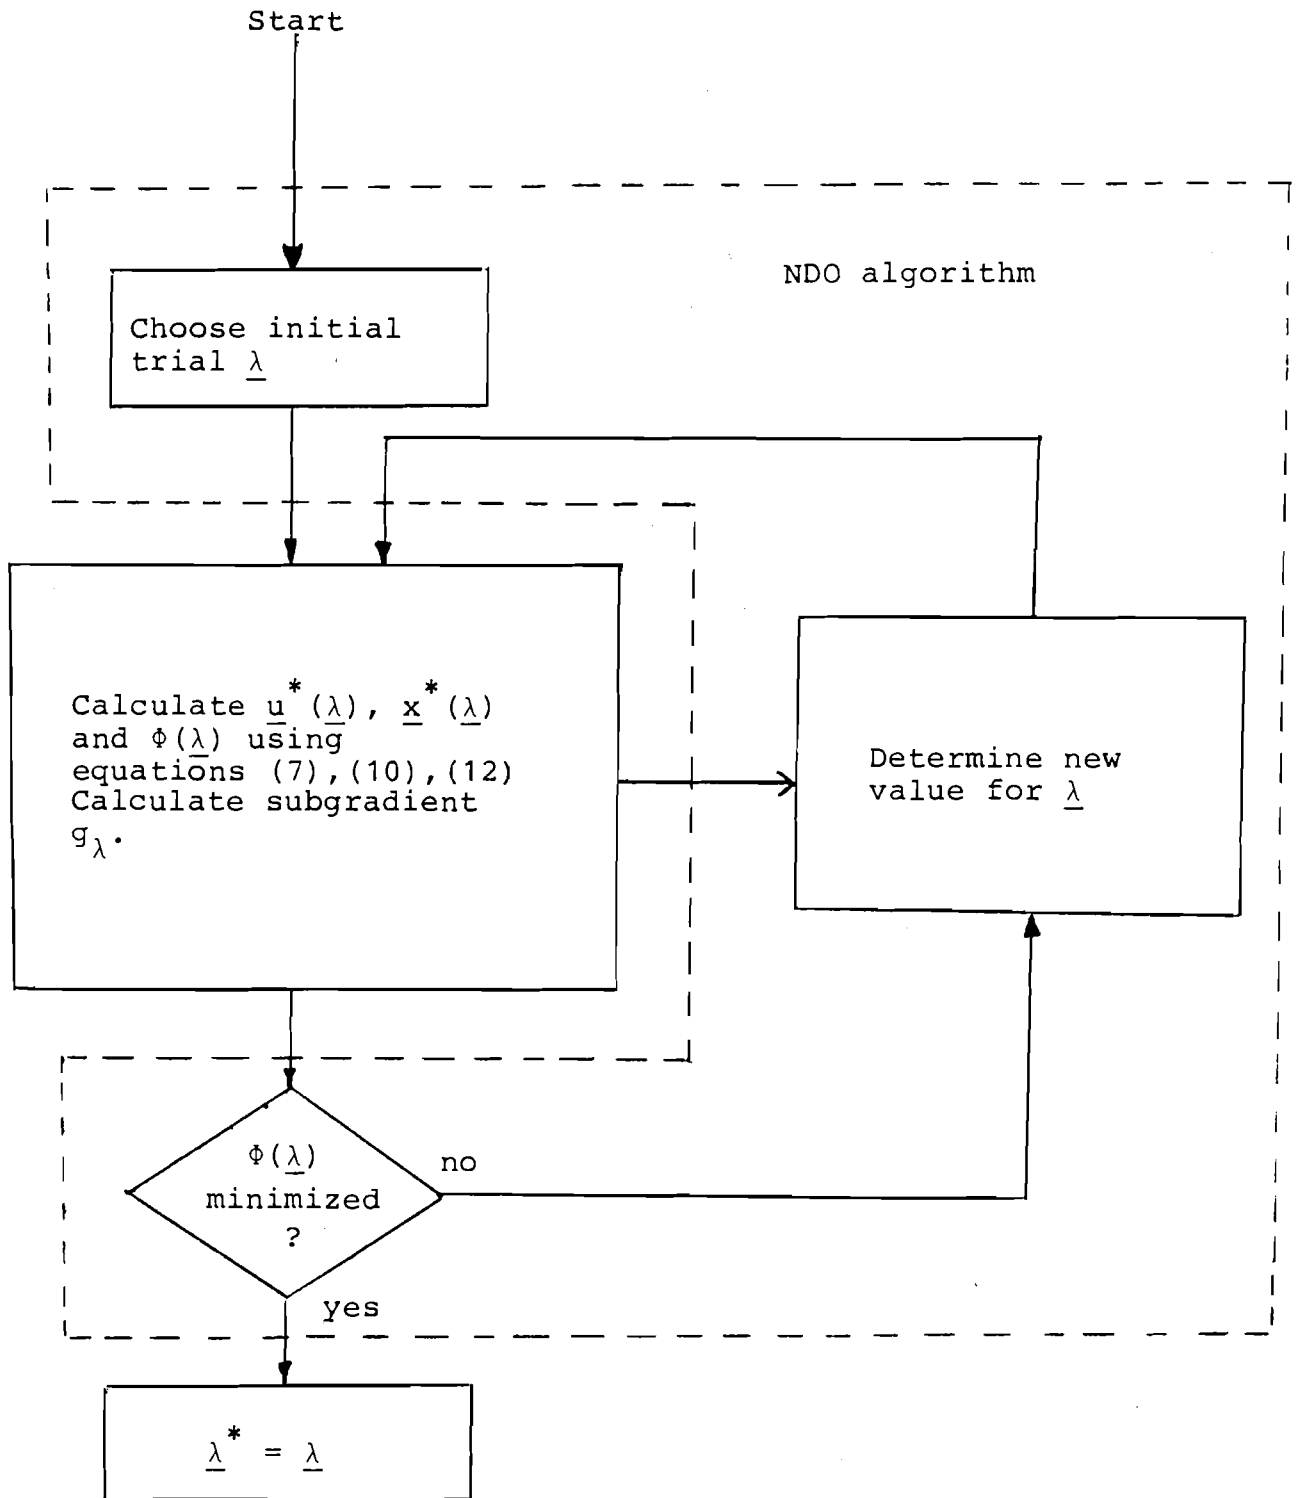 Start
NDO algorithm
Choose initial
trial λ
Calculate u*(λ), x*(λ)
and Φ(λ) using
equations (7),(10),(12)
Calculate subgradient
gλ.
Determine new
value for λ
Φ(λ)
minimized
?
no
yes
λ* = λ